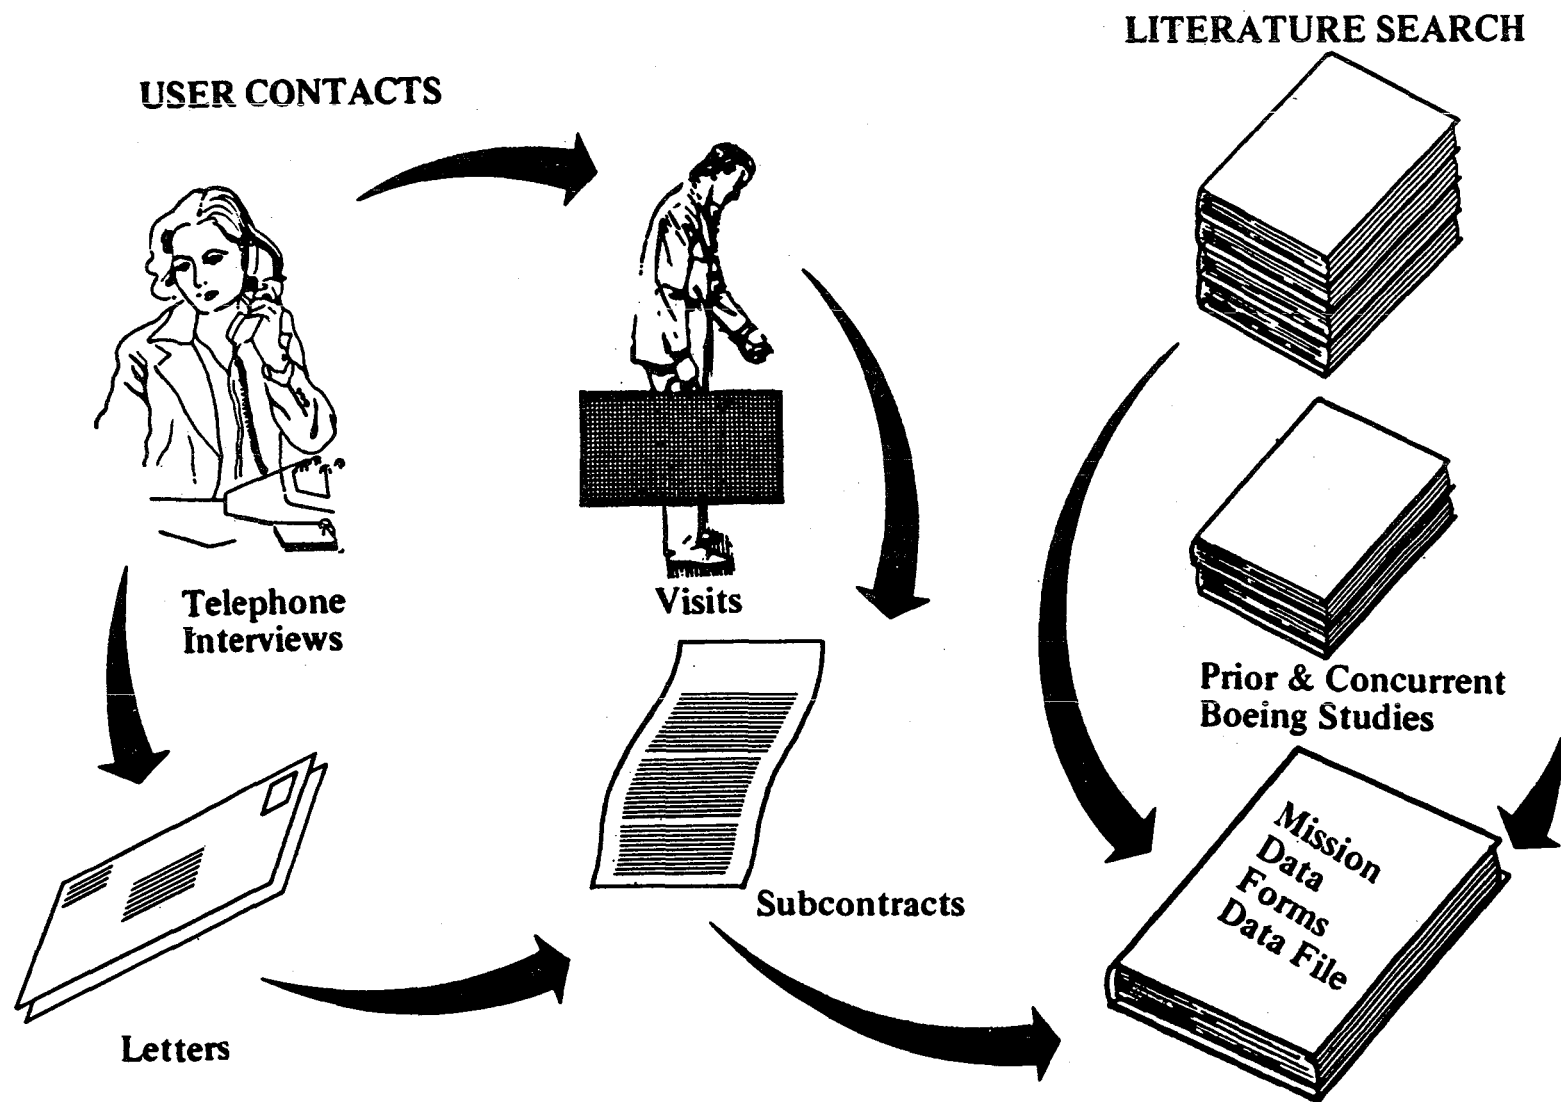 LITERATURE SEARCH
USER CONTACTS
Telephone
Interviews
Visits
Prior & Concurrent
Boeing Studies
Mission
Data
Forms
Data File
Subcontracts
Letters